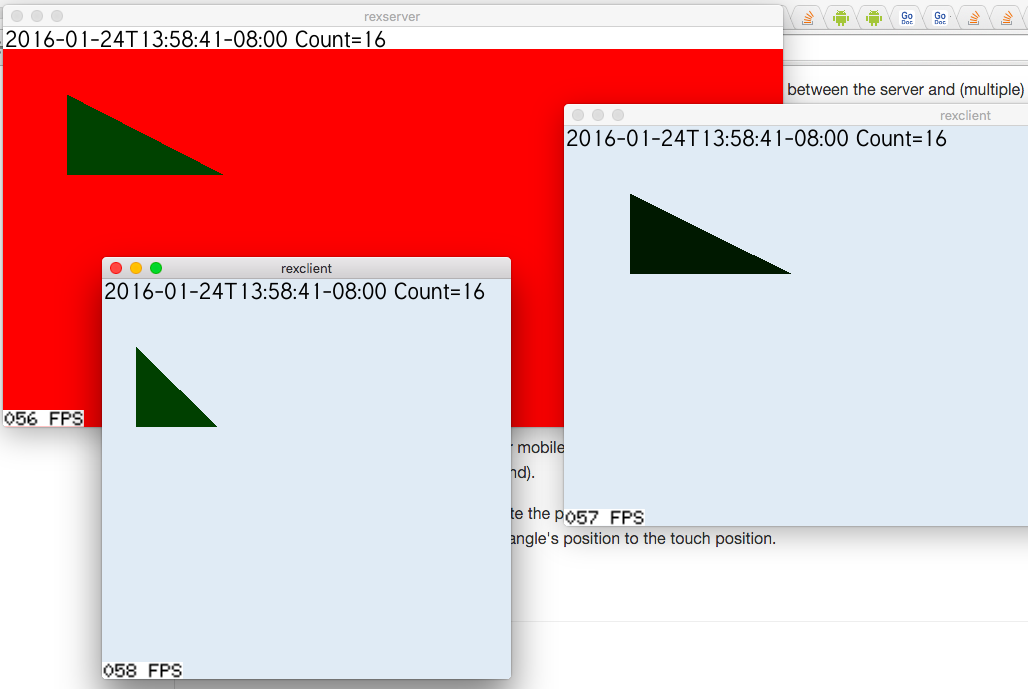 rexserver
2016-01-24T13:58:41-08:00 Count=16
Go
Doc
Go
Doc
between the server and (multiple)
rexclient
2016-01-24T13:58:41-08:00 Count=16
rexclient
2016-01-24T13:58:41-08:00 Count=16
056 FPS
mobile
nd).
te the p
057 FPS
angle's position to the touch position.
058 FPS